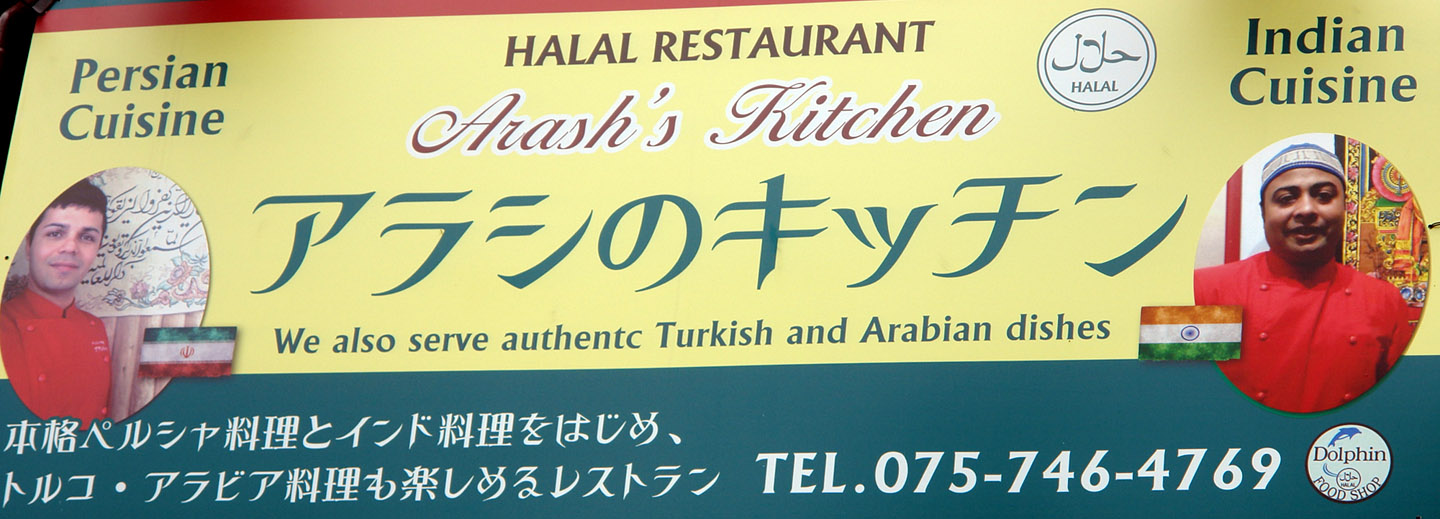 HALAL RESTAURANT
Persian
Cuisine
Indian
Cuisine
حلال
HALAL
Arash's Kitchen
アラシのキッチン
We also serve authentc Turkish and Arabian dishes
本格ペルシャ料理とインド料理をはじめ、
トルコ・アラビア料理も楽しめるレストラン
TEL.075-746-4769
Dolphin
حلال
HALAL
FOOD SHOP